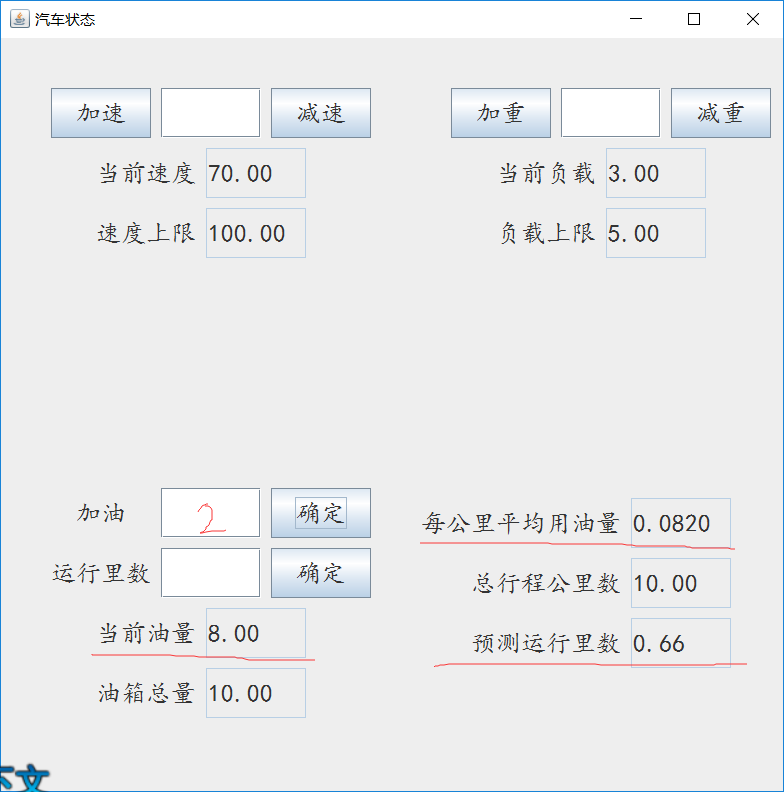 汽车状态
加速 减速 加重 减重
当前速度 70.00 当前负载 3.00
速度上限 100.00 负载上限 5.00
加油 2 确定 每公里平均用油量 0.0820
运行里数 确定 总行程公里数 10.00
当前油量 8.00 预测运行里数 0.66
油箱总量 10.00
下文